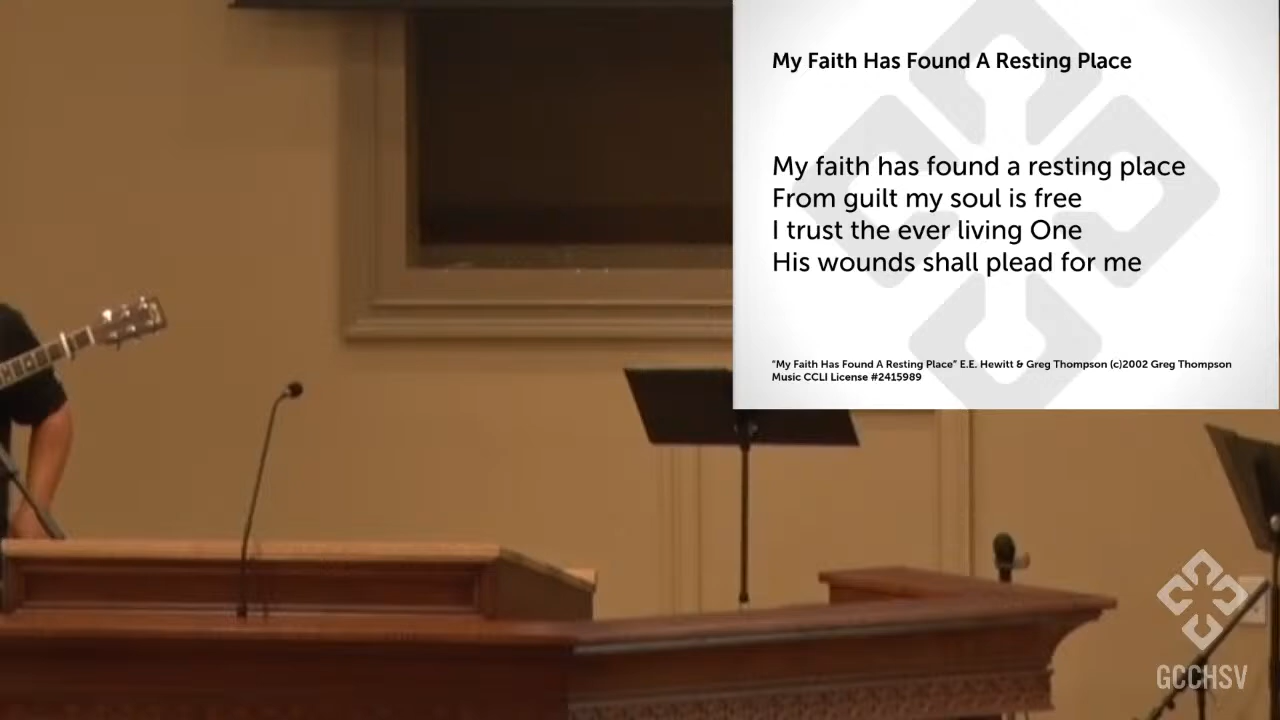 My Faith Has Found A Resting Place
My faith has found a resting place
From guilt my soul is free
I trust the ever living One
His wounds shall plead for me
"My Faith Has Found A Resting Place" E.E. Hewitt & Greg Thompson (c)2002 Greg Thompson
Music CCLI License #2415989
GCCHSV